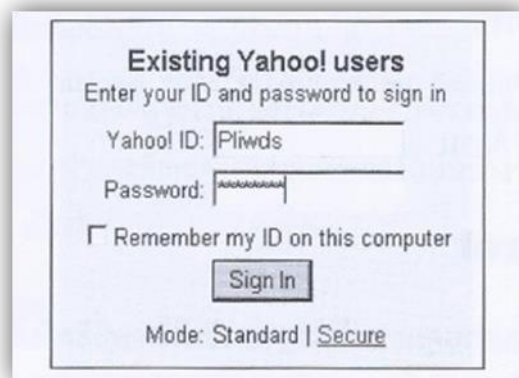 Existing Yahoo! users
Enter your ID and password to sign in
Yahoo! ID: Pliwds
Password: ********
Remember my ID on this computer
Sign In
Mode: Standard | Secure